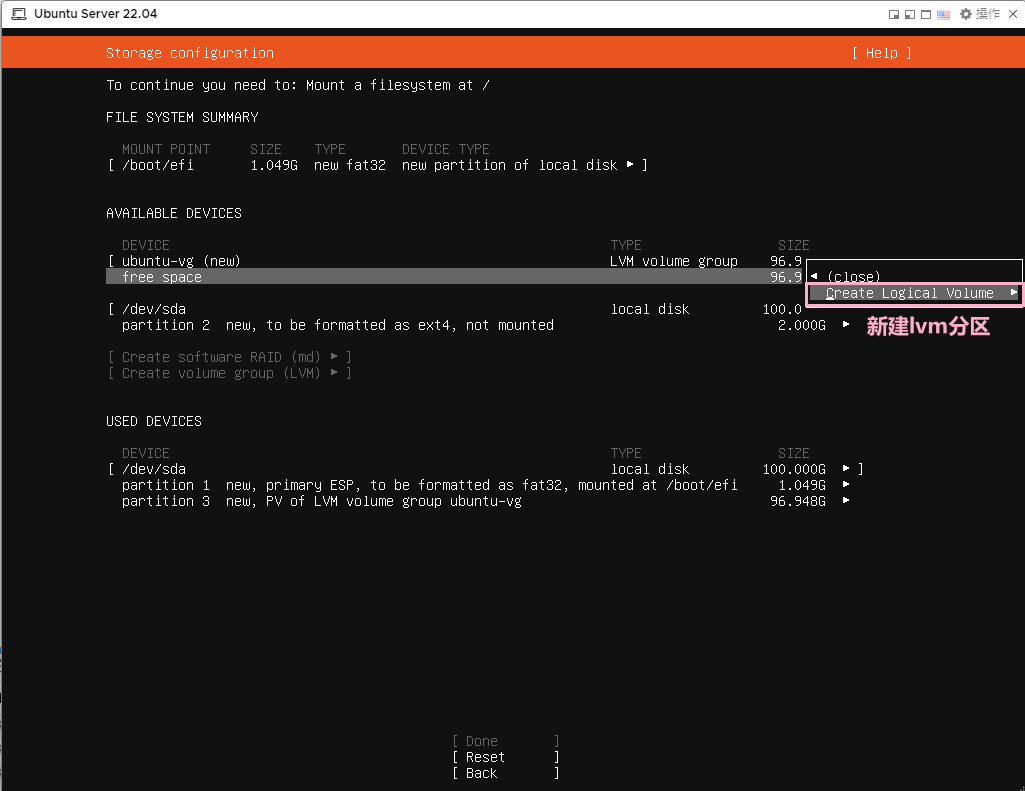 Ubuntu Server 22.04 操作
Storage configuration [ Help ]
To continue you need to: Mount a filesystem at /
FILE SYSTEM SUMMARY
MOUNT POINT SIZE TYPE DEVICE TYPE
[ /boot/efi 1.049G new fat32 new partition of local disk ▸ ]
AVAILABLE DEVICES
DEVICE TYPE SIZE
[ ubuntu-vg (new) LVM volume group 96.9
free space 96.9
◂ (close)
Create Logical Volume ▸
[ /dev/sda local disk 100.0
partition 2 new, to be formatted as ext4, not mounted 2.000G ▸
新建lvm分区
[ Create software RAID (md) ▸ ]
[ Create volume group (LVM) ▸ ]
USED DEVICES
DEVICE TYPE SIZE
[ /dev/sda local disk 100.000G ▸ ]
partition 1 new, primary ESP, to be formatted as fat32, mounted at /boot/efi 1.049G ▸
partition 3 new, PV of LVM volume group ubuntu-vg 96.948G ▸
[ Done ]
[ Reset ]
[ Back ]